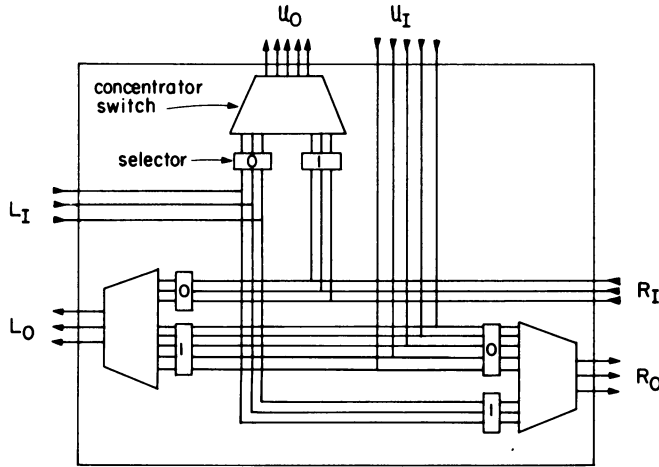 U_O U_I
concentrator
switch
selector
0 1
L_I
0
R_I
L_O
1 0
R_O
1